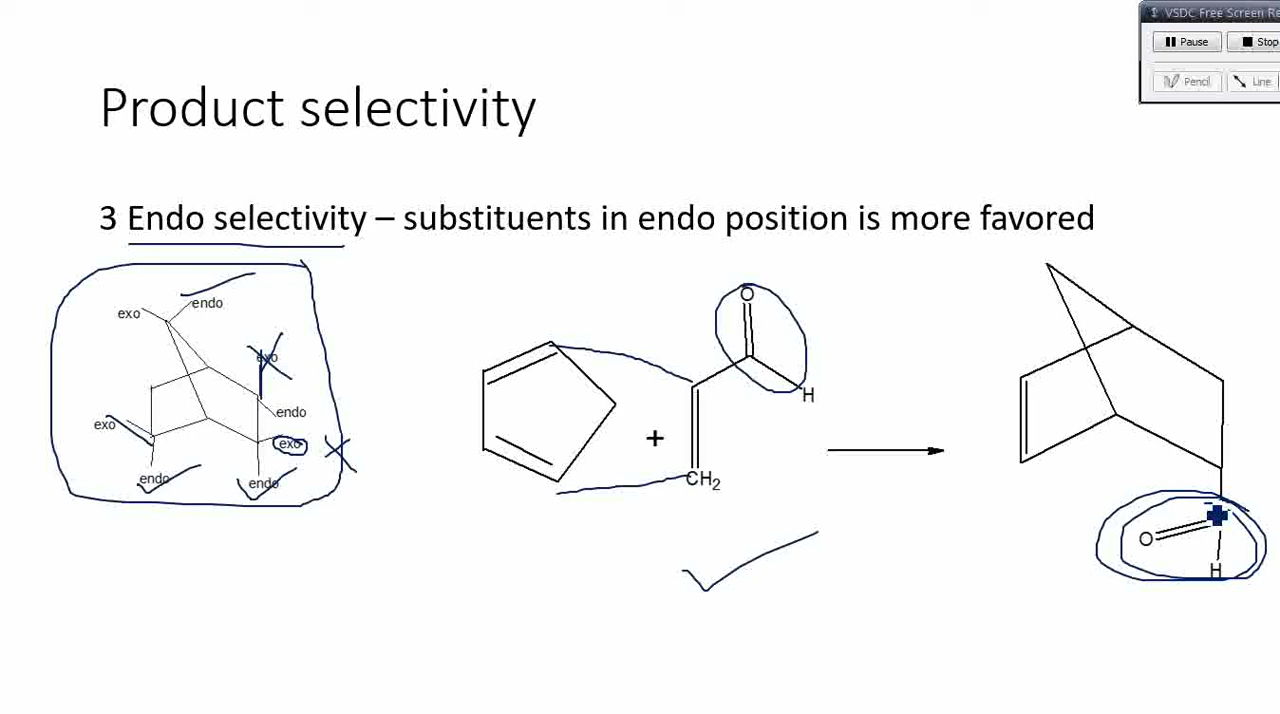 VSDC Free Screen Re
Pause
Stop
Pencil
Line
Product selectivity
3 Endo selectivity – substituents in endo position is more favored
exo
endo
exo
endo
exo
exo
endo
endo
O
H
+
CH2
O
H